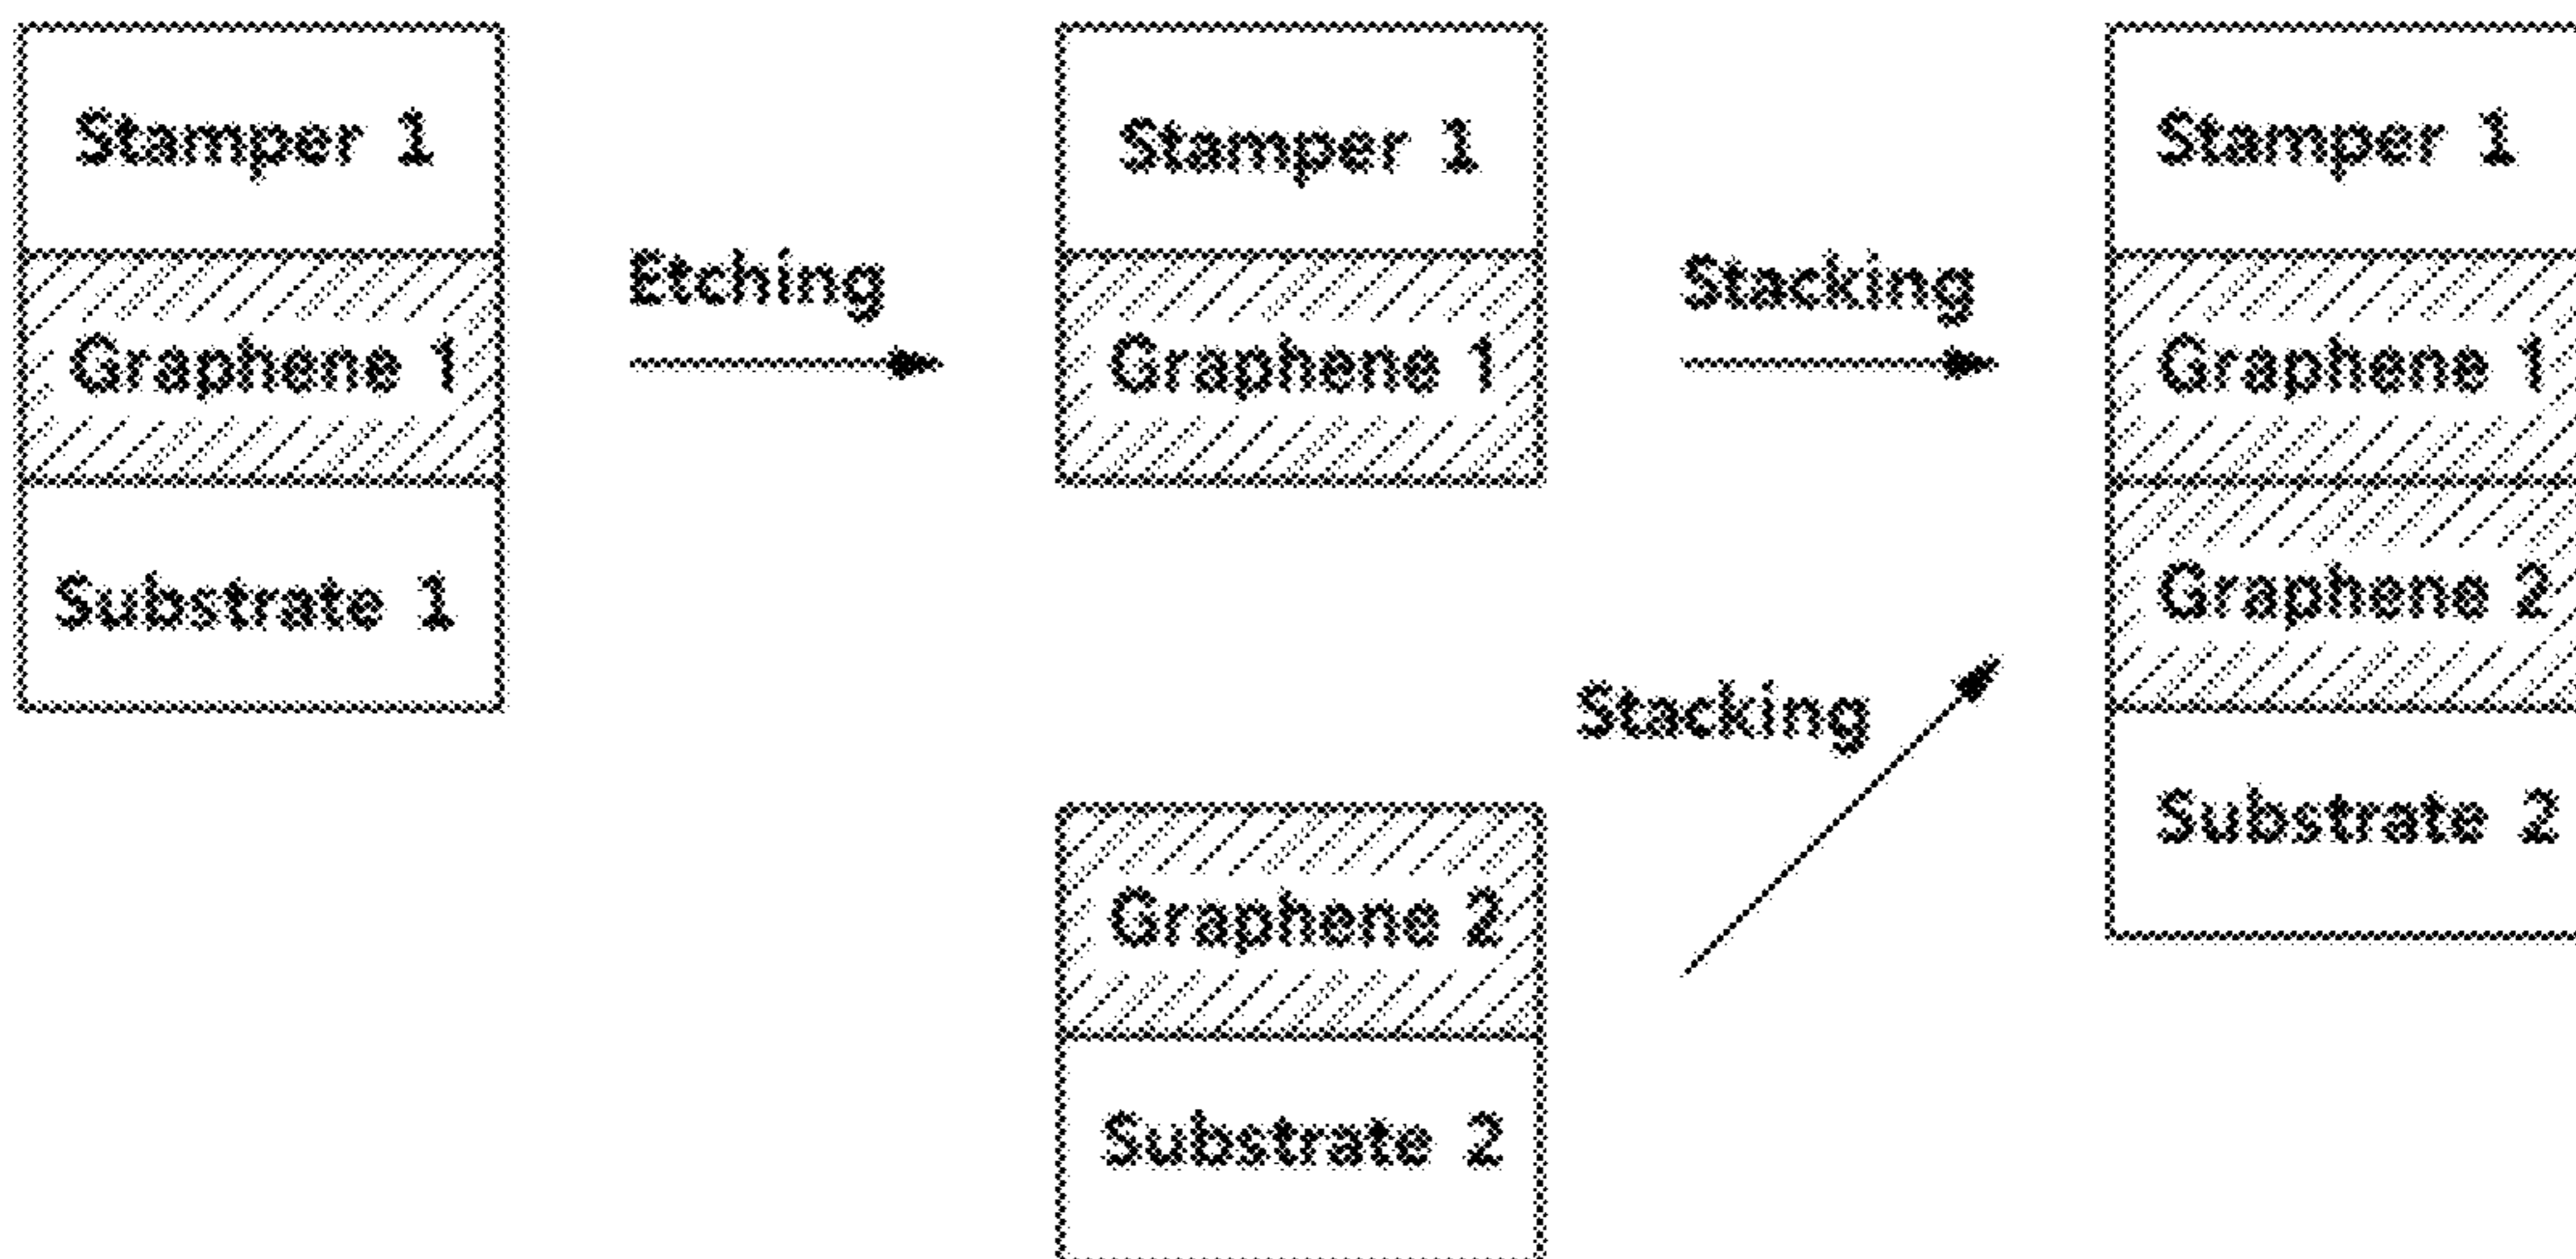 Stamper 1
Graphene 1
Substrate 1
Etching
Stamper 1
Graphene 1
Graphene 2
Substrate 2
Stacking
Stacking
Stamper 1
Graphene 1
Graphene 2
Substrate 2